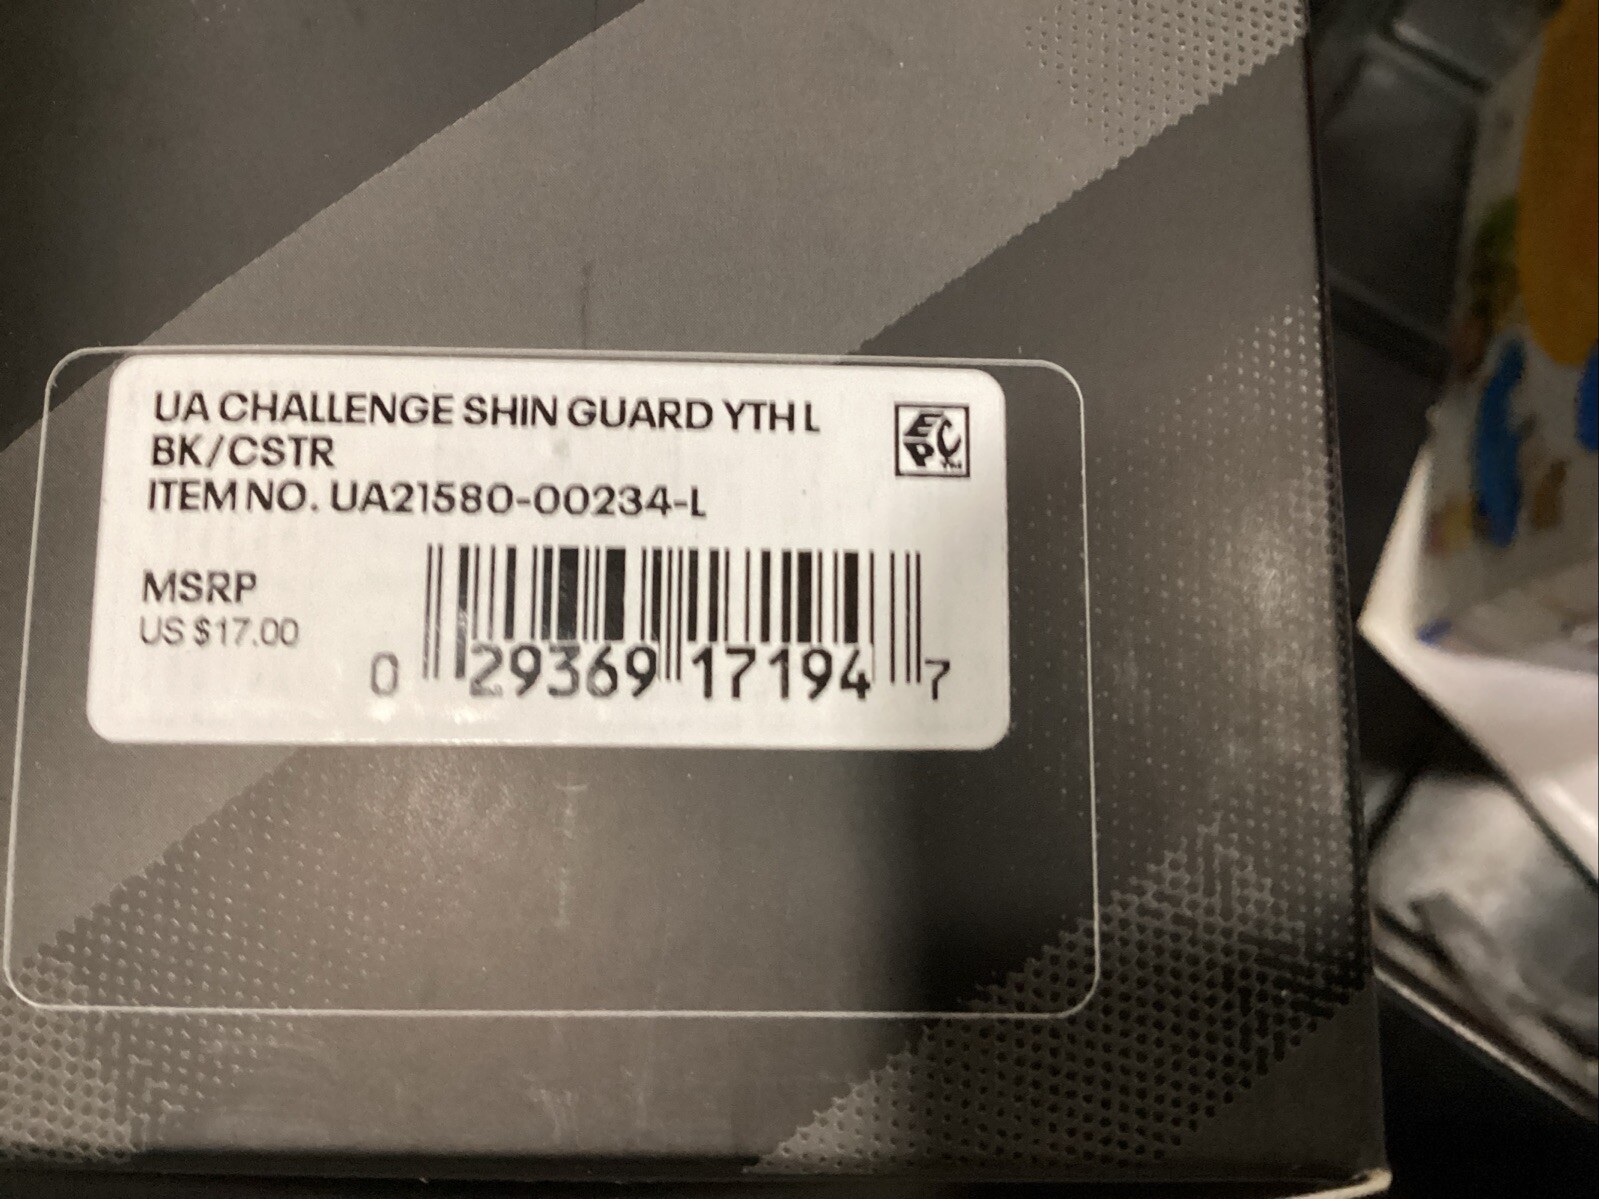 UA CHALLENGE SHIN GUARD YTH L
BK/CSTR
ITEM NO. UA21580-00234-L
EPC™
MSRP
US $17.00
0 29369 17194 7